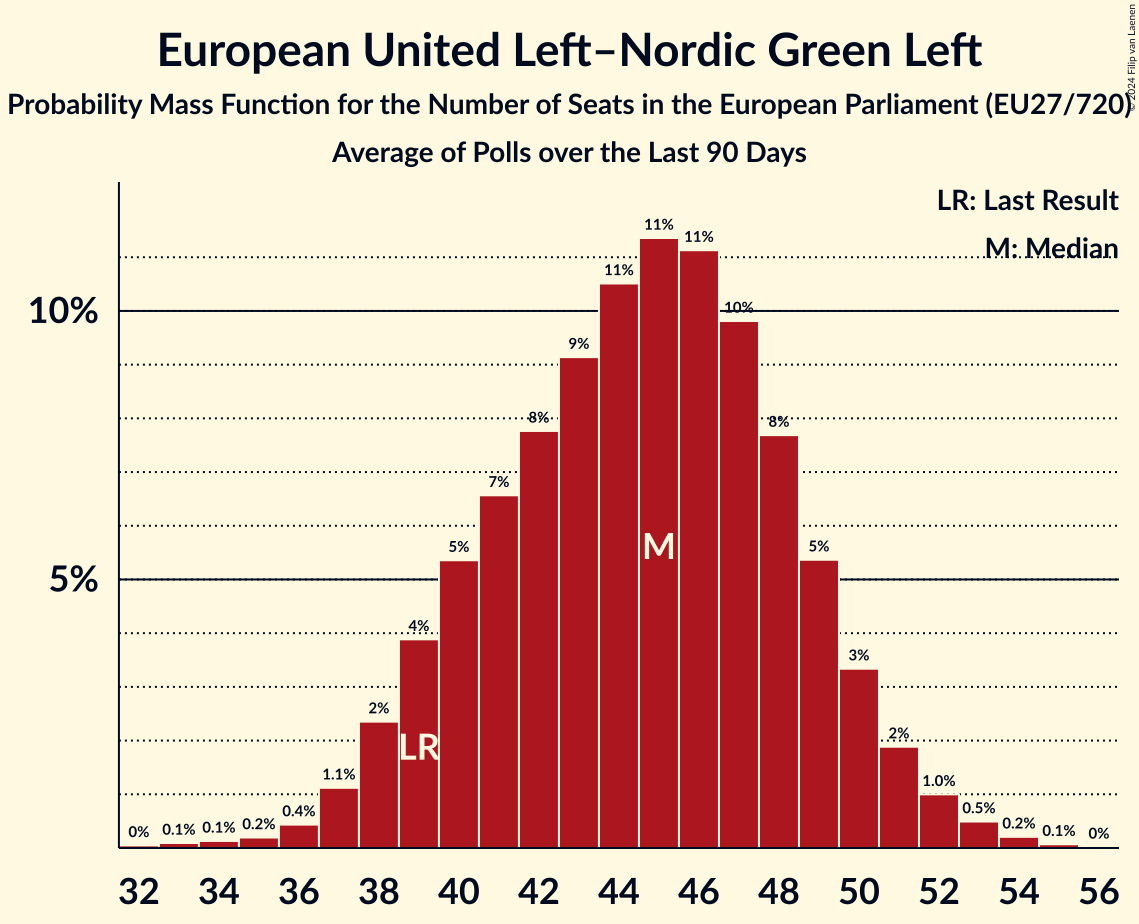 European United Left–Nordic Green Left
Probability Mass Function for the Number of Seats in the European Parliament (EU27/720)
Average of Polls over the Last 90 Days
© 2024 Filip van Laenen
LR: Last Result
M: Median
10%
5%
0% 0.1% 0.1% 0.2% 0.4% 1.1% 2% 4% 5% 7% 8% 9% 11% 11% 11% 10% 8% 5% 3% 2% 1.0% 0.5% 0.2% 0.1% 0%
M
LR
32 34 36 38 40 42 44 46 48 50 52 54 56